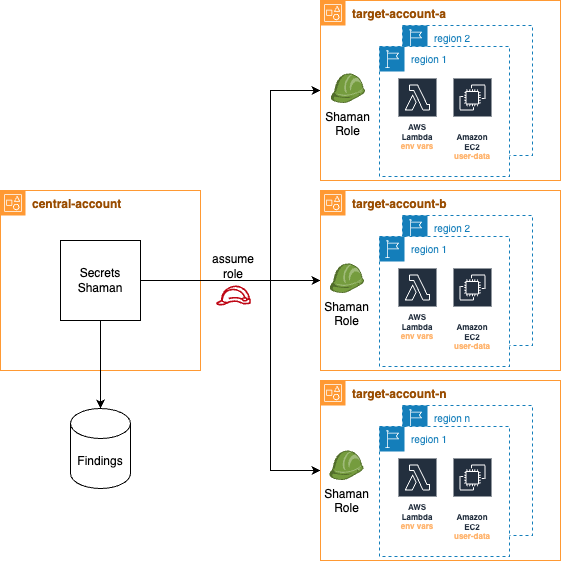 target-account-a
region 2
region 1
Shaman
Role
AWS
Lambda
env vars
Amazon
EC2
user-data
central-account
Secrets
Shaman
Findings
assume
role
target-account-b
region 2
region 1
Shaman
Role
AWS
Lambda
env vars
Amazon
EC2
user-data
target-account-n
region n
region 1
Shaman
Role
AWS
Lambda
env vars
Amazon
EC2
user-data